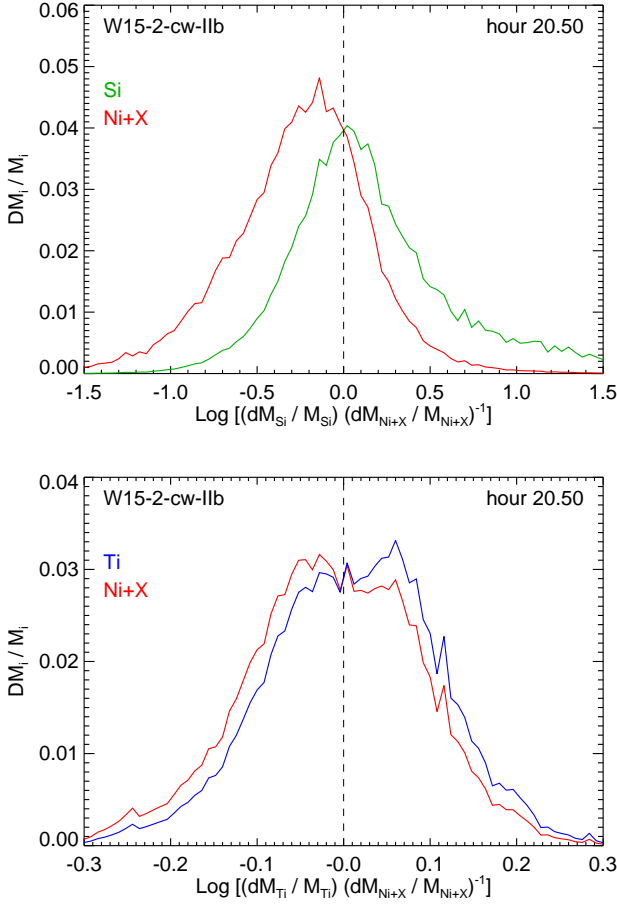 0.06
W15-2-cw-IIb
hour 20.50
0.05
Si
Ni+X
0.04
DM_i / M_i
0.03
0.02
0.01
0.00
-1.5 -1.0 -0.5 0.0 0.5 1.0 1.5
Log [(dM_Si / M_Si) (dM_Ni+X / M_Ni+X)^-1]
0.04
W15-2-cw-IIb
hour 20.50
Ti
Ni+X
0.03
DM_i / M_i
0.02
0.01
0.00
-0.3 -0.2 -0.1 -0.0 0.1 0.2 0.3
Log [(dM_Ti / M_Ti) (dM_Ni+X / M_Ni+X)^-1]